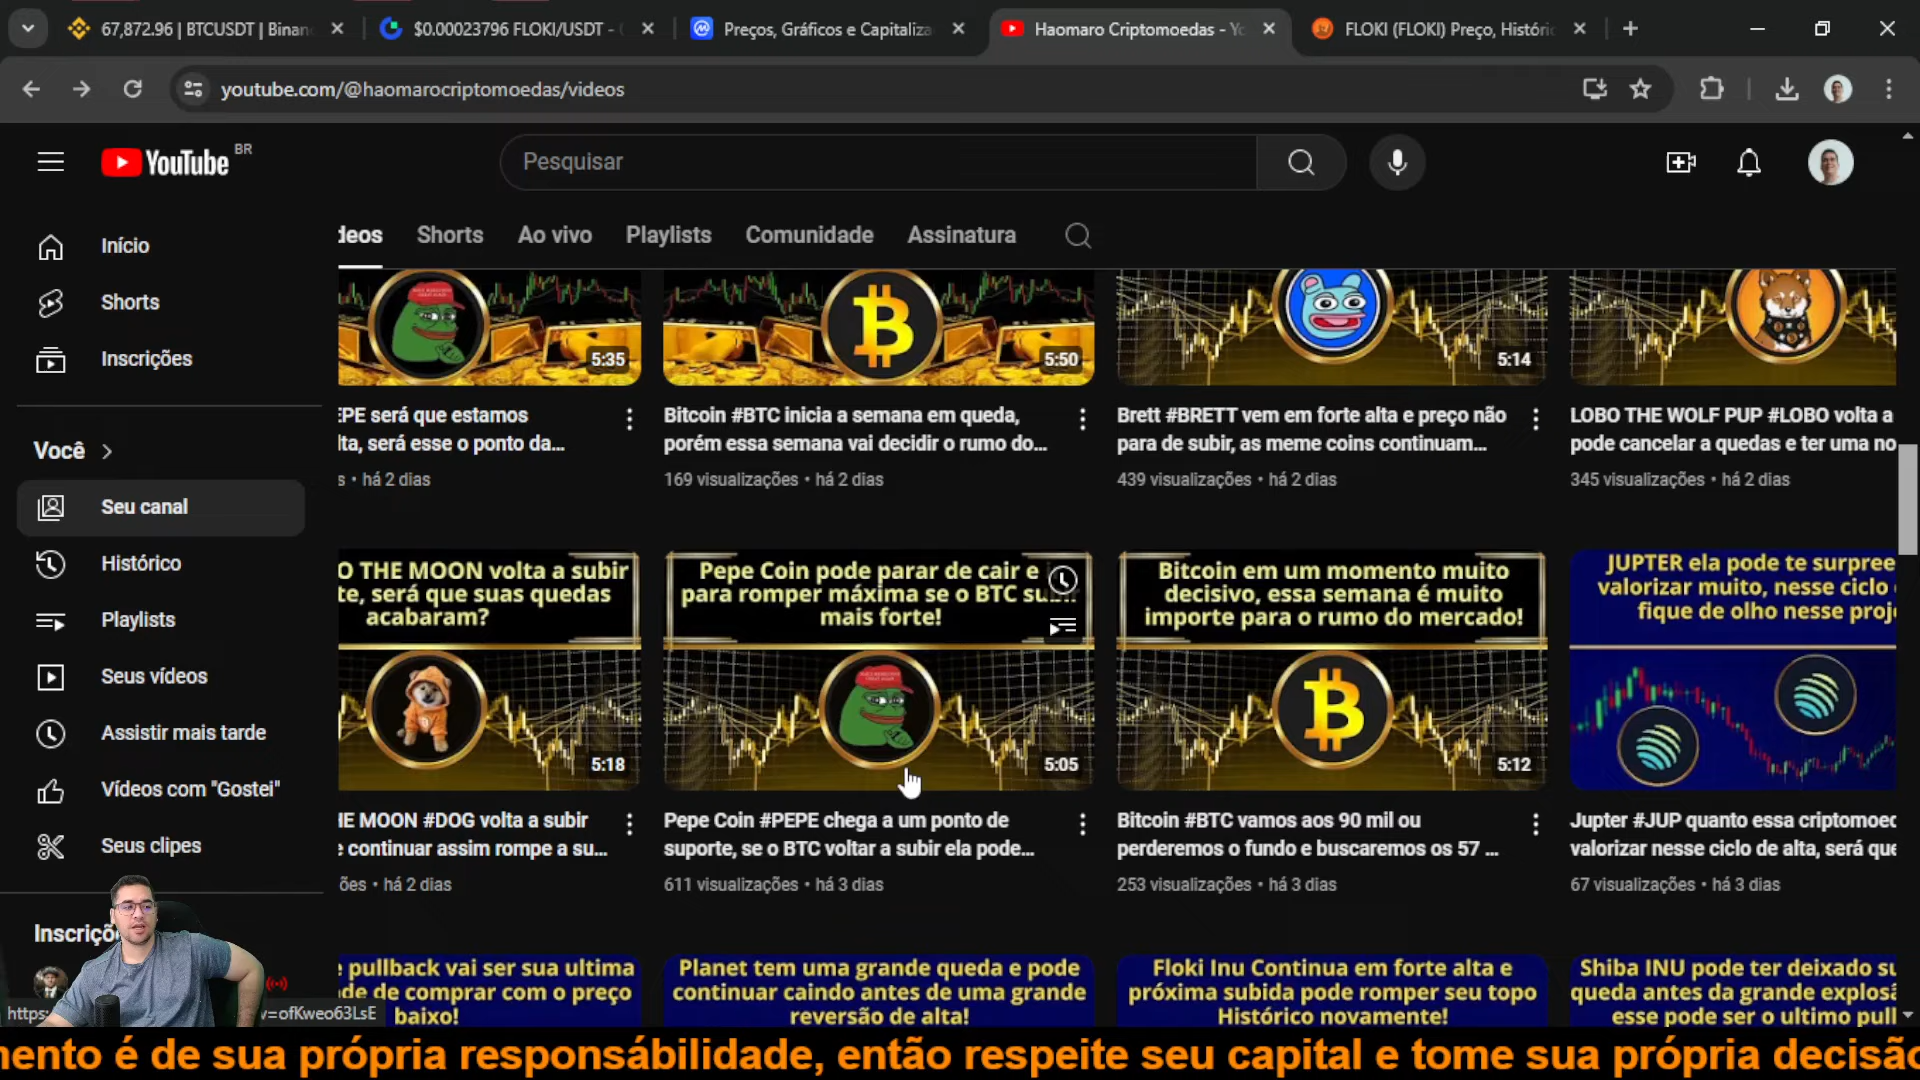 67,872.96 | BTCUSDT | Binan
$0.00023796 FLOKI/USDT -
Preços, Gráficos e Capitaliza
Haomaro Criptomoedas - Yo
FLOKI (FLOKI) Preço, Históri
youtube.com/@haomarocriptomoedas/videos
YouTube BR
Pesquisar
Início
Shorts
Inscrições
Você
Seu canal
Histórico
Playlists
Seus vídeos
Assistir mais tarde
Vídeos com "Gostei"
Seus clipes
Inscriçõ
deos
Shorts
Ao vivo
Playlists
Comunidade
Assinatura
5:35
5:50
5:14
EPE será que estamos
lta, será esse o ponto da...
s • há 2 dias
Bitcoin #BTC inicia a semana em queda,
porém essa semana vai decidir o rumo do...
169 visualizações • há 2 dias
Brett #BRETT vem em forte alta e preço não
para de subir, as meme coins continuam...
439 visualizações • há 2 dias
LOBO THE WOLF PUP #LOBO volta a
pode cancelar a quedas e ter uma no
345 visualizações • há 2 dias
O THE MOON volta a subir
te, será que suas quedas
acabaram?
5:18
Pepe Coin pode parar de cair e
para romper máxima se o BTC subir
mais forte!
5:05
Bitcoin em um momento muito
decisivo, essa semana é muito
importe para o rumo do mercado!
5:12
JUPTER ela pode te surpree
valorizar muito, nesse ciclo
fique de olho nesse proje
HE MOON #DOG volta a subir
e continuar assim rompe a su...
ões • há 2 dias
Pepe Coin #PEPE chega a um ponto de
suporte, se o BTC voltar a subir ela pode...
611 visualizações • há 3 dias
Bitcoin #BTC vamos aos 90 mil ou
perderemos o fundo e buscaremos os 57 ...
253 visualizações • há 3 dias
Jupter #JUP quanto essa criptomoed
valorizar nesse ciclo de alta, será que
67 visualizações • há 3 dias
e pullback vai ser sua ultima
de de comprar com o preço
baixo!
Planet tem uma grande queda e pode
continuar caindo antes de uma grande
reversão de alta!
Floki Inu Continua em forte alta e
próxima subida pode romper seu topo
Histórico novamente!
Shiba INU pode ter deixado su
queda antes da grande explosã
esse pode ser o ultimo pull
https:
v=ofKweo63LsE
mento é de sua própria responsábilidade, então respeite seu capital e tome sua própria decisão